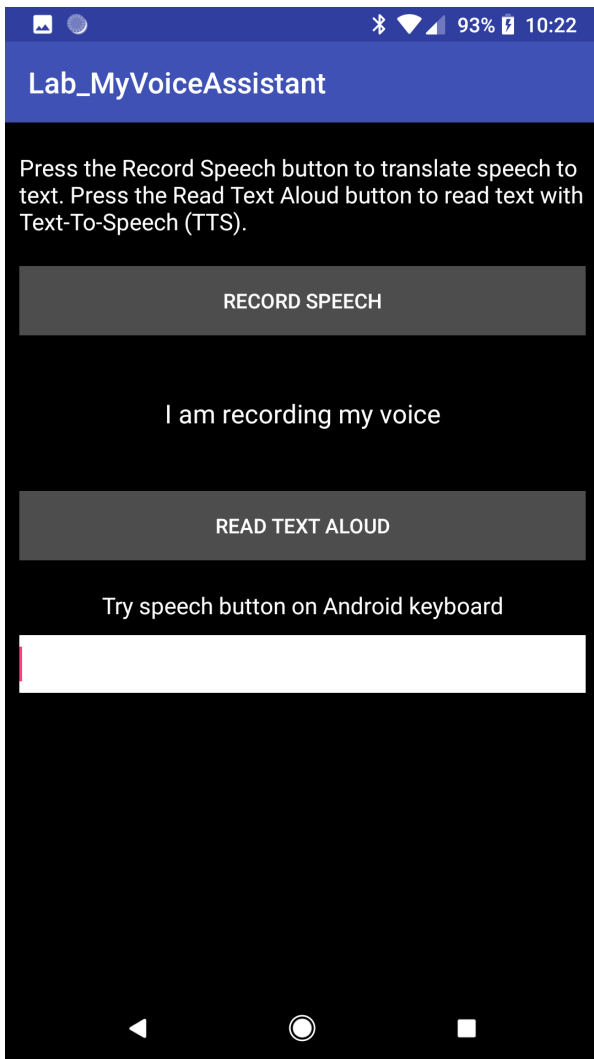 93% 10:22
Lab_MyVoiceAssistant
Press the Record Speech button to translate speech to
text. Press the Read Text Aloud button to read text with
Text-To-Speech (TTS).
RECORD SPEECH
I am recording my voice
READ TEXT ALOUD
Try speech button on Android keyboard